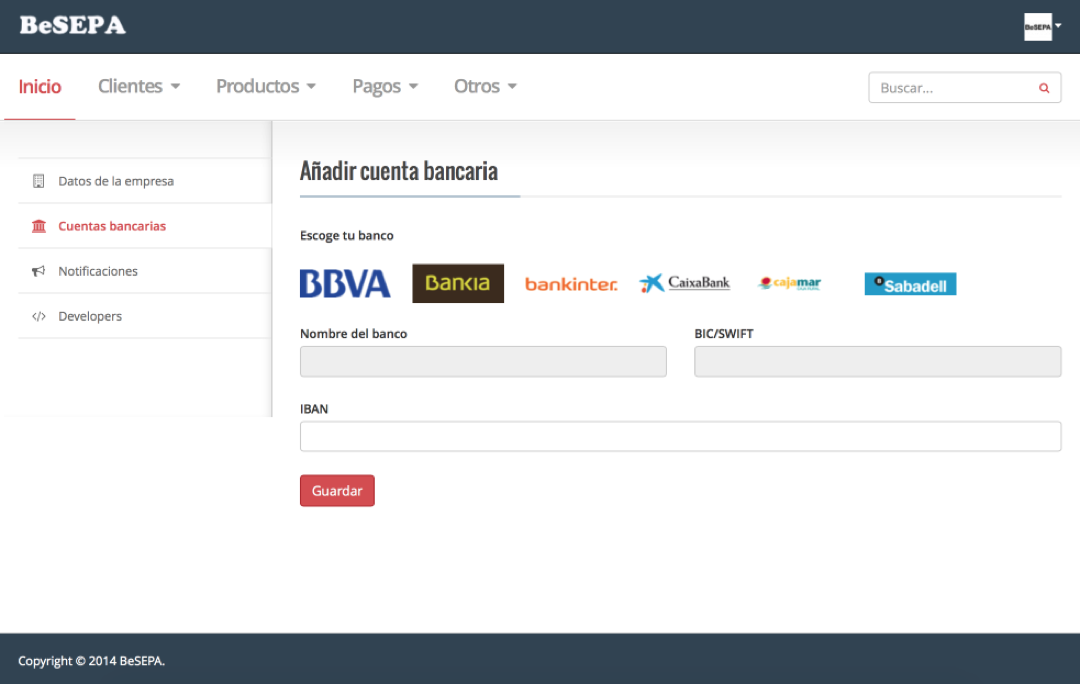 BeSEPA
BeSEPA
Inicio Clientes Productos Pagos Otros Buscar...
Datos de la empresa
Cuentas bancarias
Notificaciones
Developers
Añadir cuenta bancaria
Escoge tu banco
BBVA Bankia bankinter. CaixaBank cajamar Sabadell
Nombre del banco BIC/SWIFT
IBAN
Guardar
Copyright © 2014 BeSEPA.